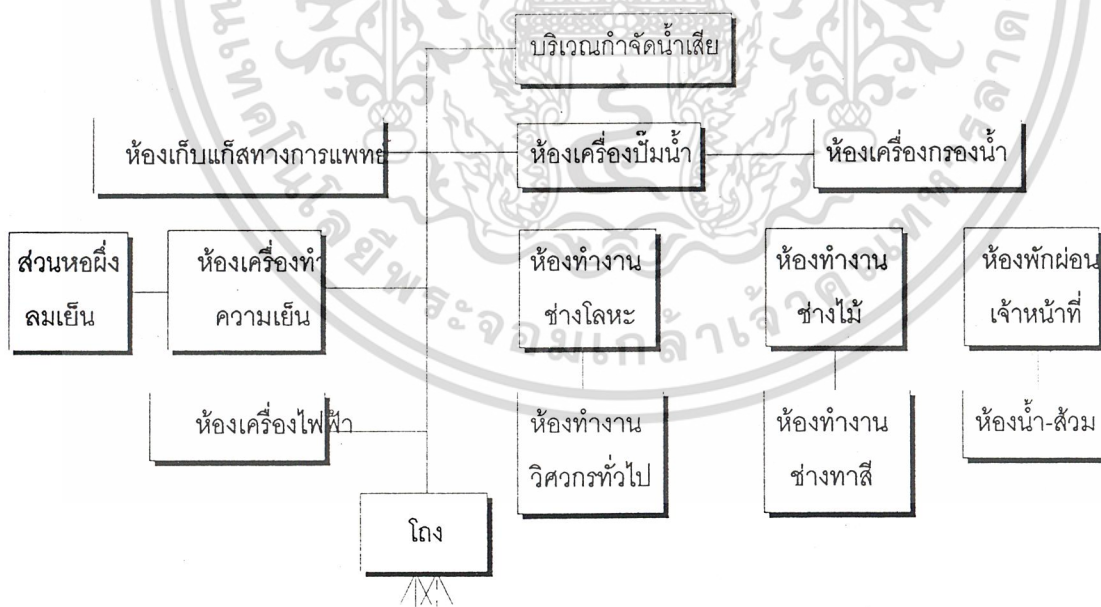 บริเวณกำจัดน้ำเสีย
ห้องเก็บแก็สทางการแพทย์
ห้องเครื่องปั๊มน้ำ
ห้องเครื่องกรองน้ำ
ส่วนหอผึ่ง
ลมเย็น
ห้องเครื่องทำ
ความเย็น
ห้องทำงาน
ช่างโลหะ
ห้องทำงาน
ช่างไม้
ห้องพักผ่อน
เจ้าหน้าที่
ห้องเครื่องไฟฟ้า
ห้องทำงาน
วิศวกรทั่วไป
ห้องทำงาน
ช่างทาสี
ห้องน้ำ-ส้วม
โถง